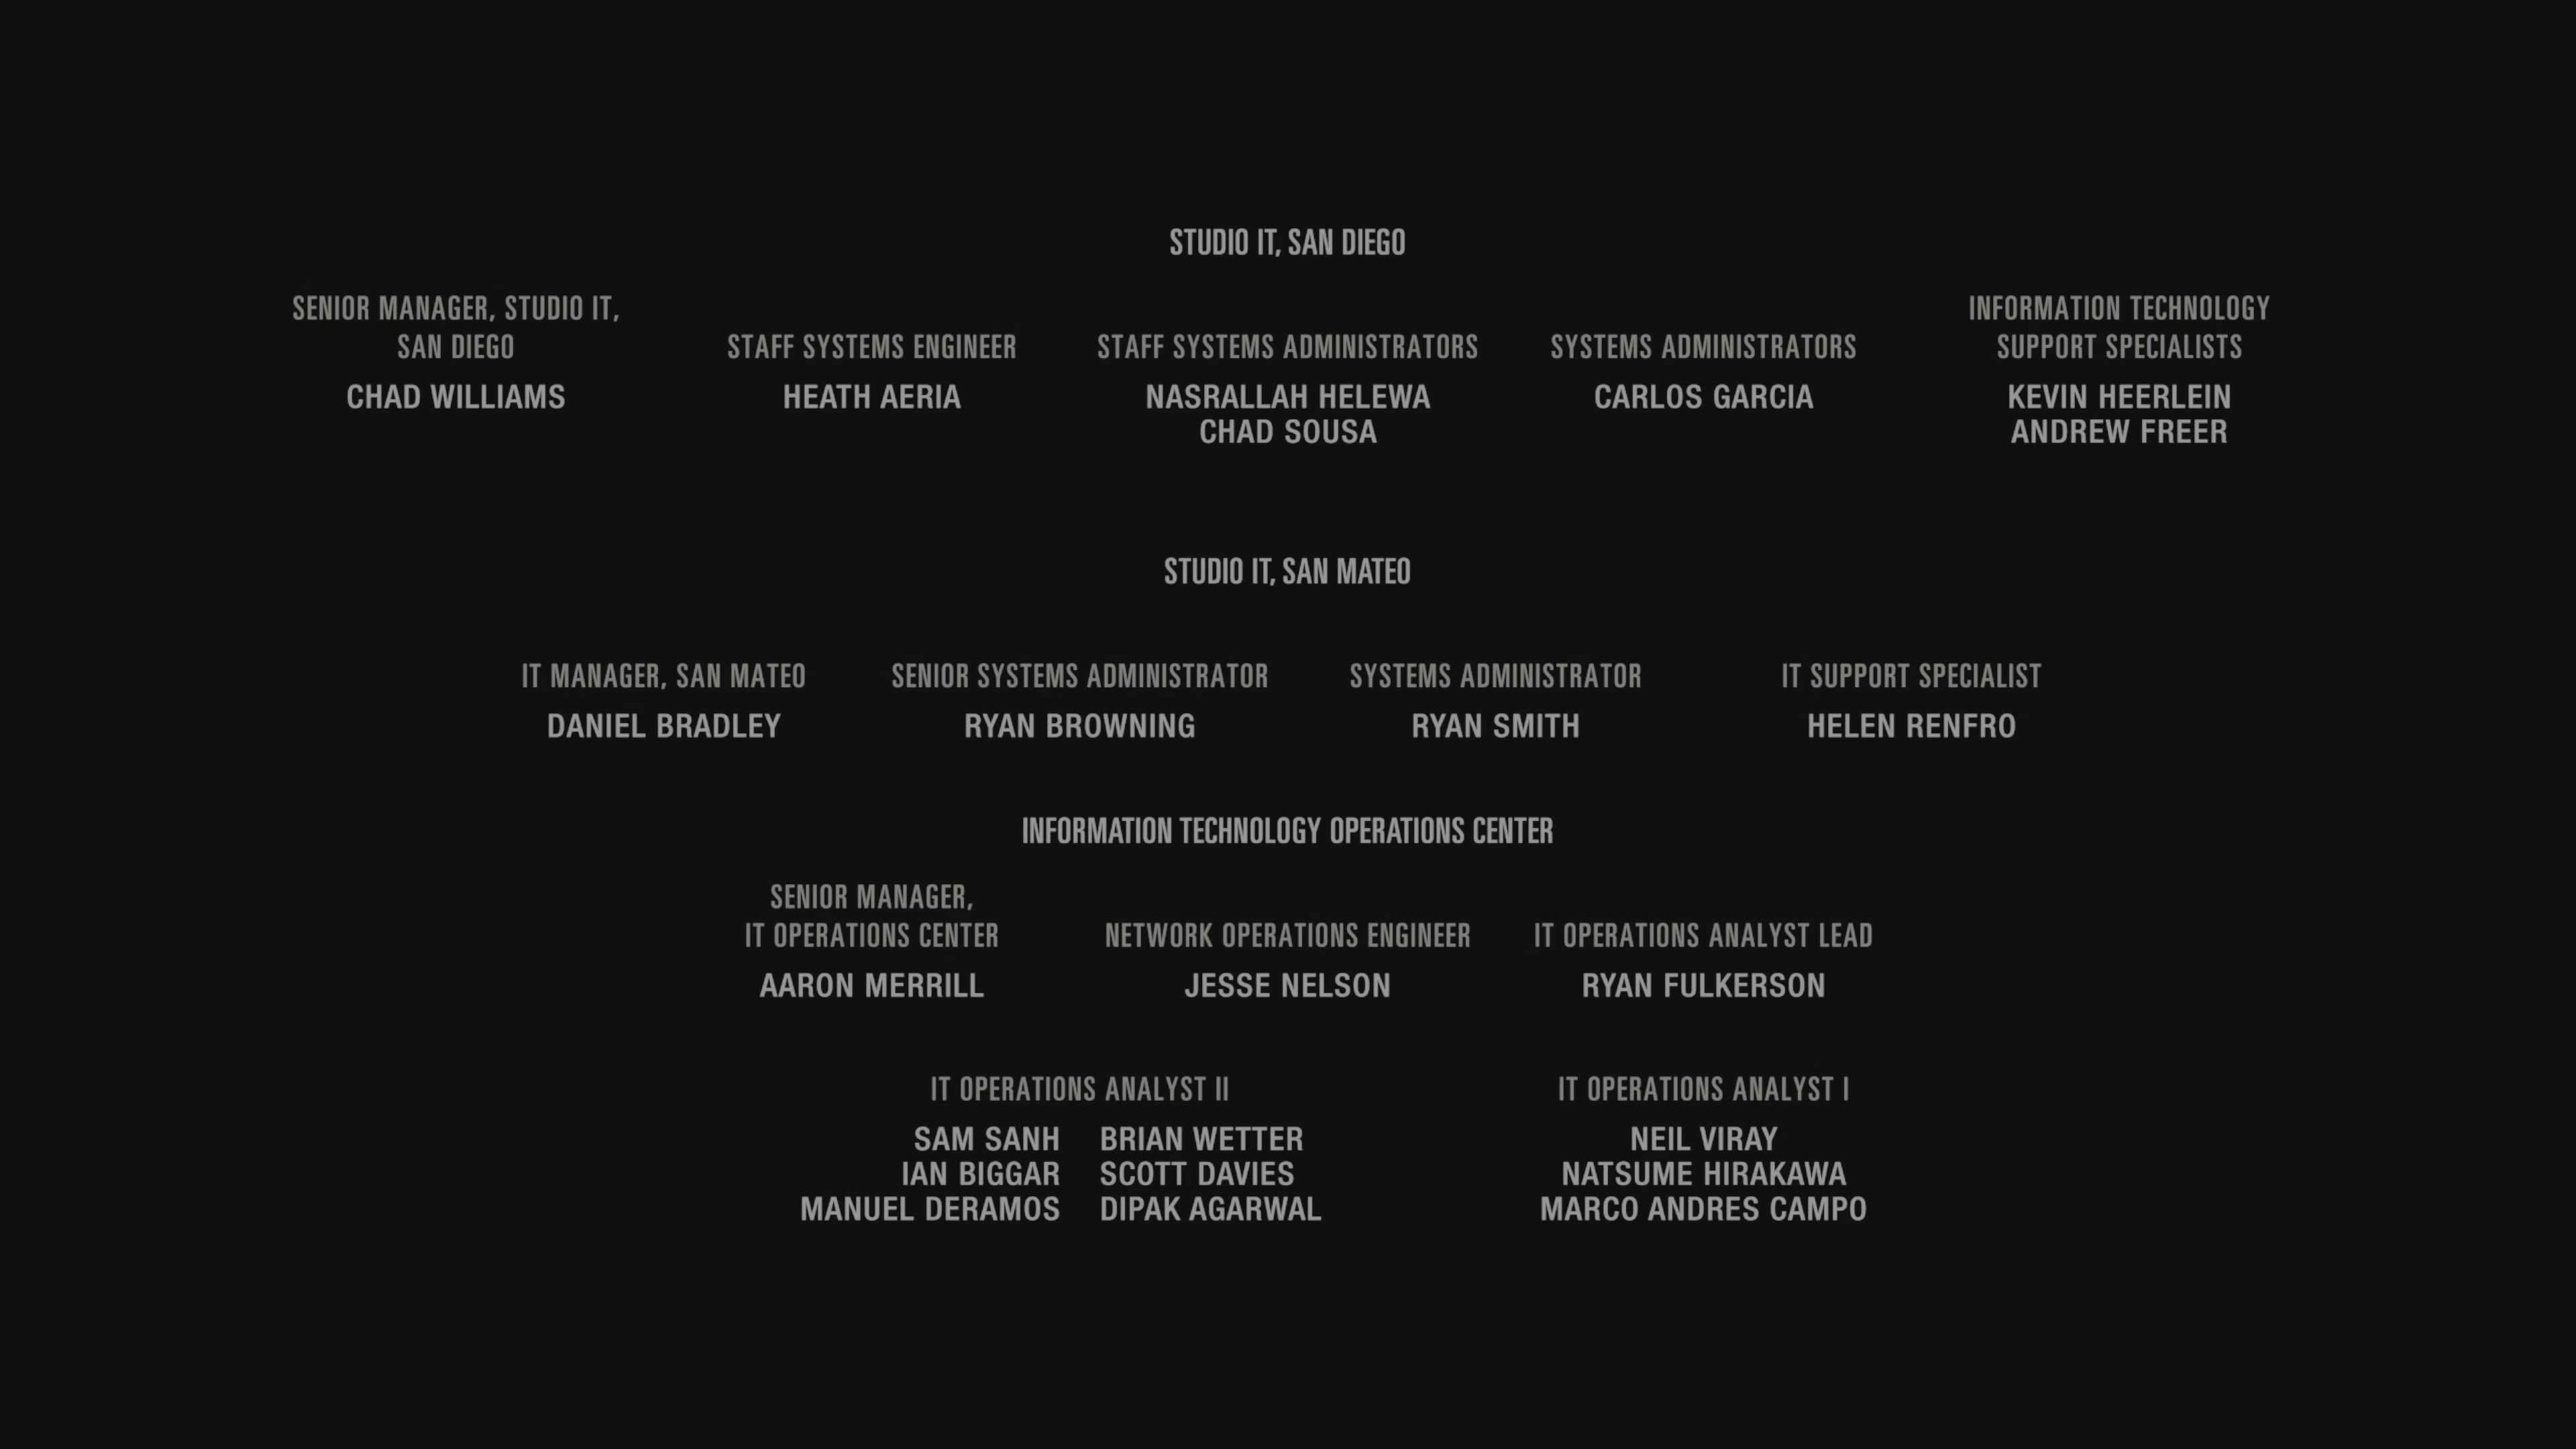 STUDIO IT, SAN DIEGO
SENIOR MANAGER, STUDIO IT,
SAN DIEGO
CHAD WILLIAMS
STAFF SYSTEMS ENGINEER
HEATH AERIA
STAFF SYSTEMS ADMINISTRATORS
NASRALLAH HELEWA
CHAD SOUSA
SYSTEMS ADMINISTRATORS
CARLOS GARCIA
INFORMATION TECHNOLOGY
SUPPORT SPECIALISTS
KEVIN HEERLEIN
ANDREW FREER
STUDIO IT, SAN MATEO
IT MANAGER, SAN MATEO
DANIEL BRADLEY
SENIOR SYSTEMS ADMINISTRATOR
RYAN BROWNING
SYSTEMS ADMINISTRATOR
RYAN SMITH
IT SUPPORT SPECIALIST
HELEN RENFRO
INFORMATION TECHNOLOGY OPERATIONS CENTER
SENIOR MANAGER,
IT OPERATIONS CENTER
AARON MERRILL
NETWORK OPERATIONS ENGINEER
JESSE NELSON
IT OPERATIONS ANALYST LEAD
RYAN FULKERSON
IT OPERATIONS ANALYST II
SAM SANH
IAN BIGGAR
MANUEL DERAMOS
BRIAN WETTER
SCOTT DAVIES
DIPAK AGARWAL
IT OPERATIONS ANALYST I
NEIL VIRAY
NATSUME HIRAKAWA
MARCO ANDRES CAMPO